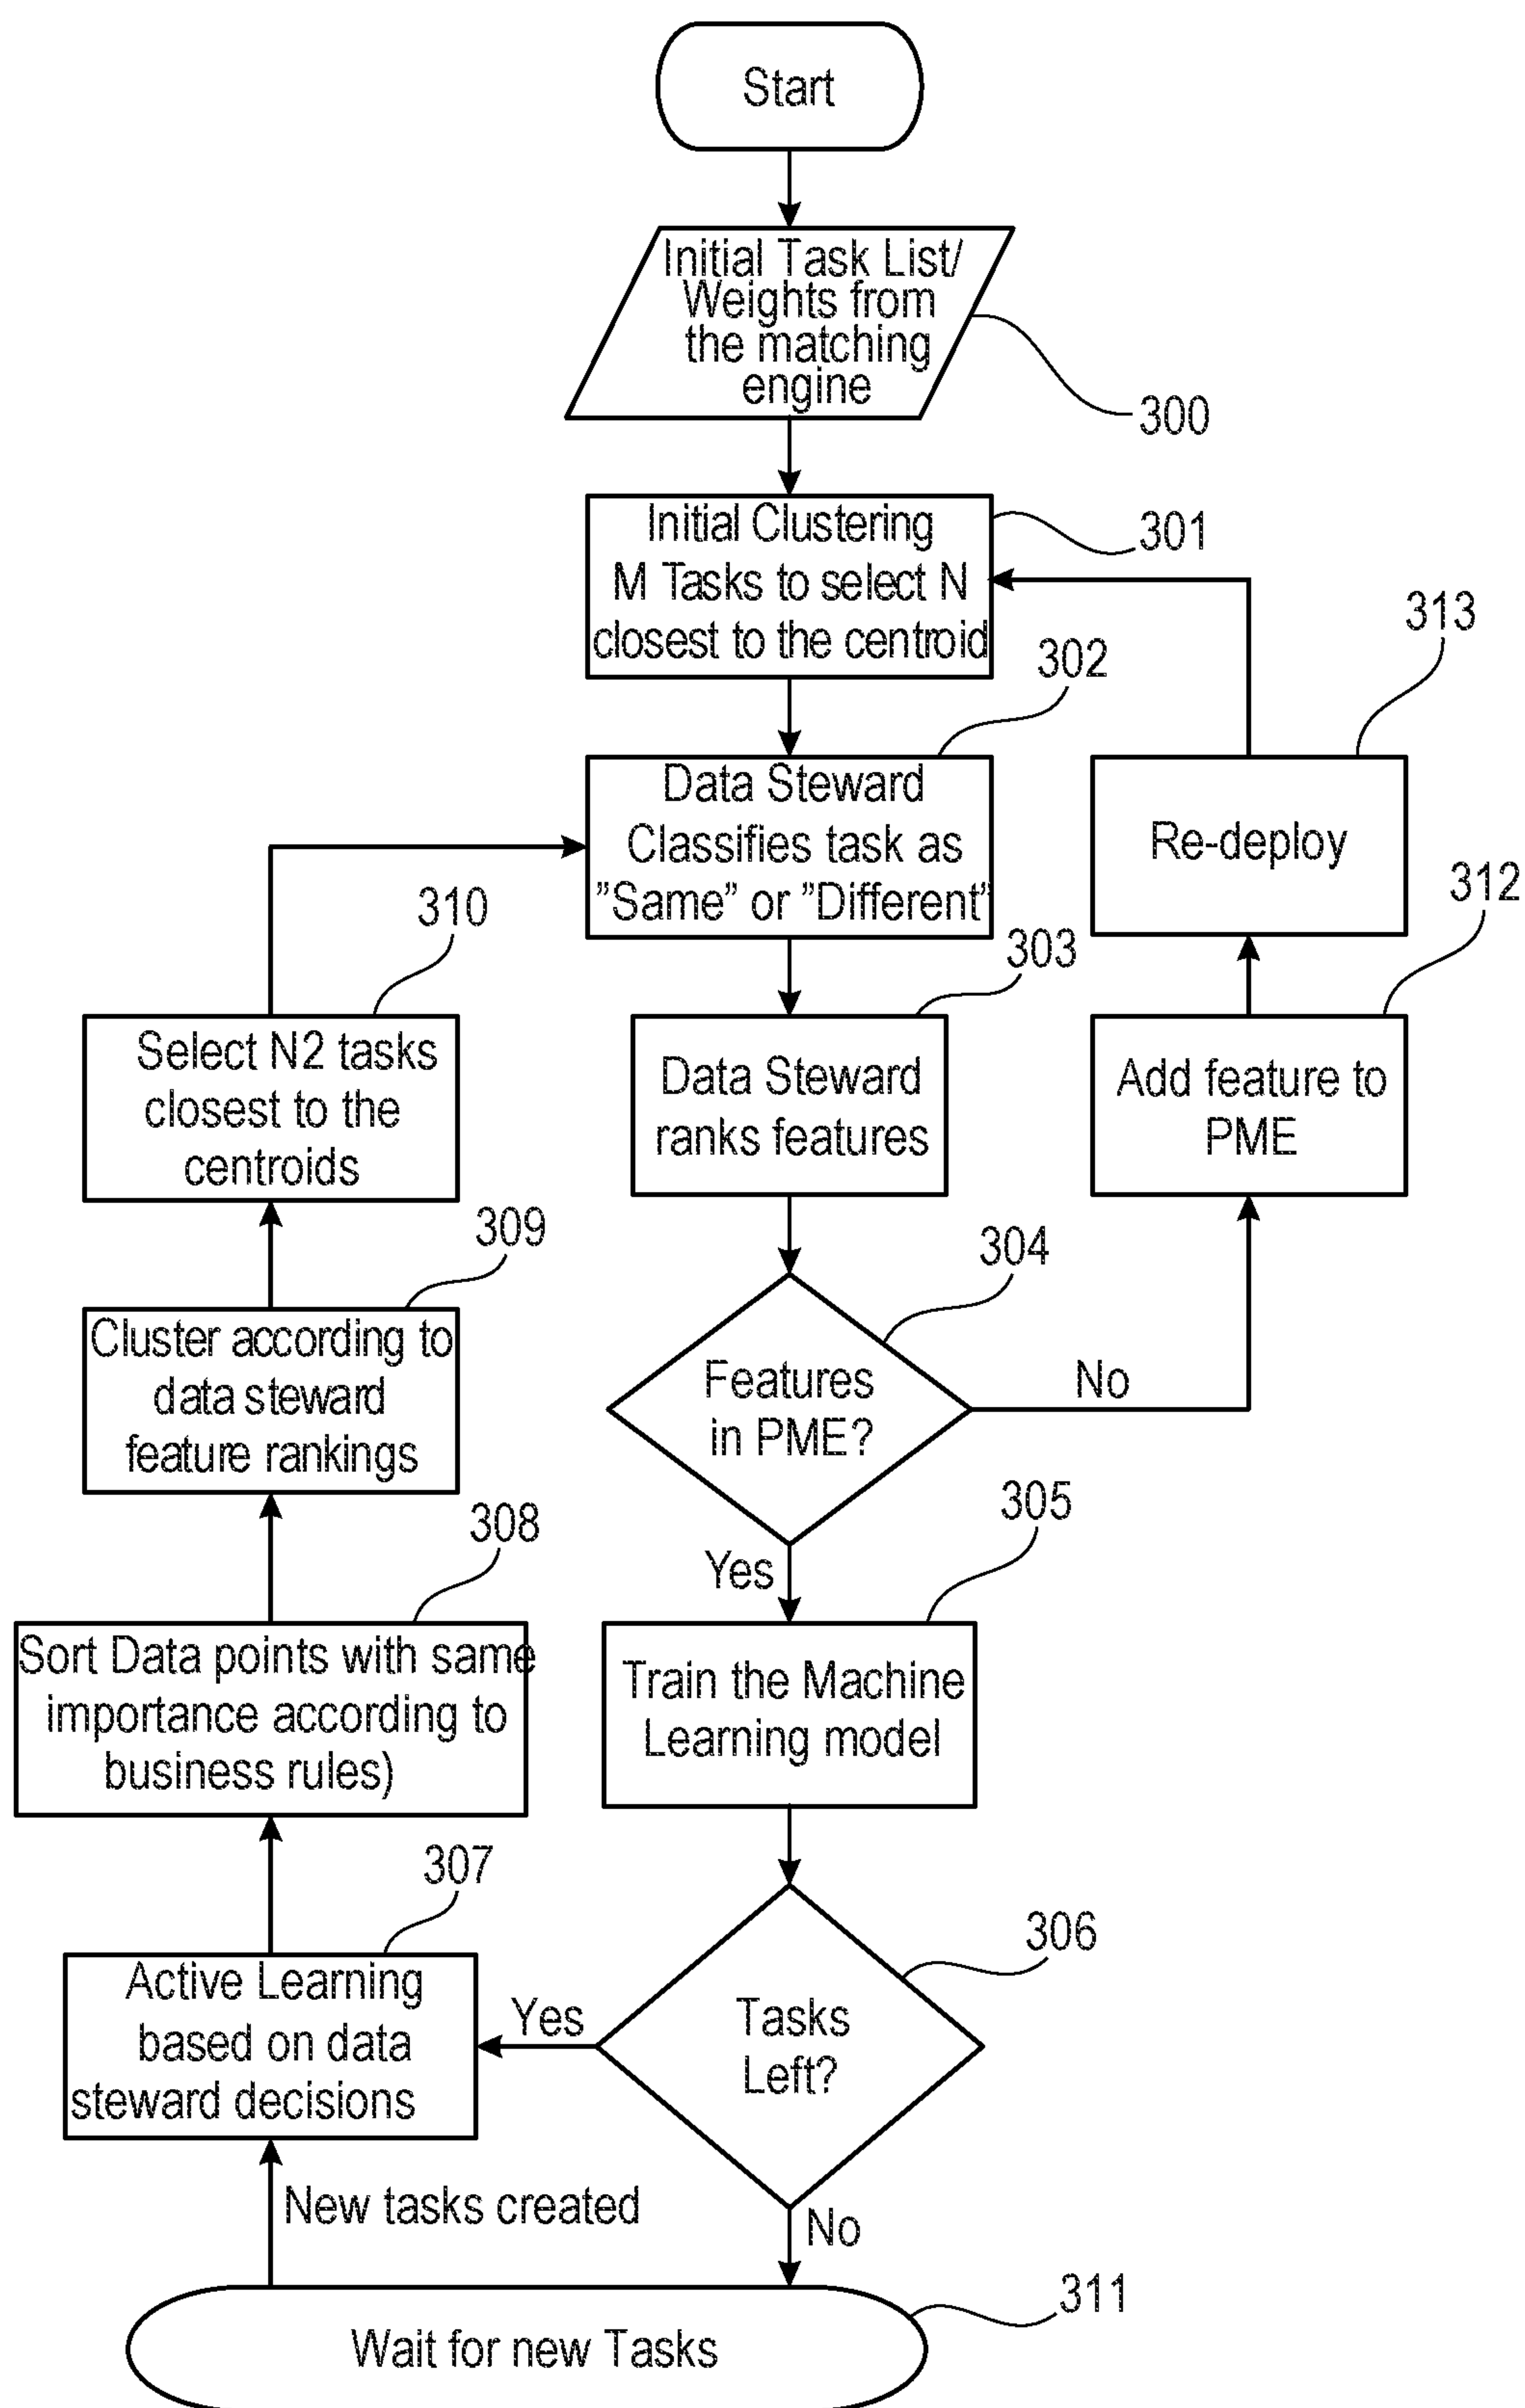 Start
Initial Task List/
Weights from
the matching
engine
300
Initial Clustering
M Tasks to select N
closest to the centroid
301
302
313
Data Steward
Classifies task as
”Same” or ”Different”
Re-deploy
310
303
312
Select N2 tasks
closest to the
centroids
Data Steward
ranks features
Add feature to
PME
309
304
Cluster according to
data steward
feature rankings
Features
in PME?
No
308
Yes
305
Sort Data points with same
importance according to
business rules)
Train the Machine
Learning model
307
306
Active Learning
based on data
steward decisions
Yes
Tasks
Left?
New tasks created
No
311
Wait for new Tasks